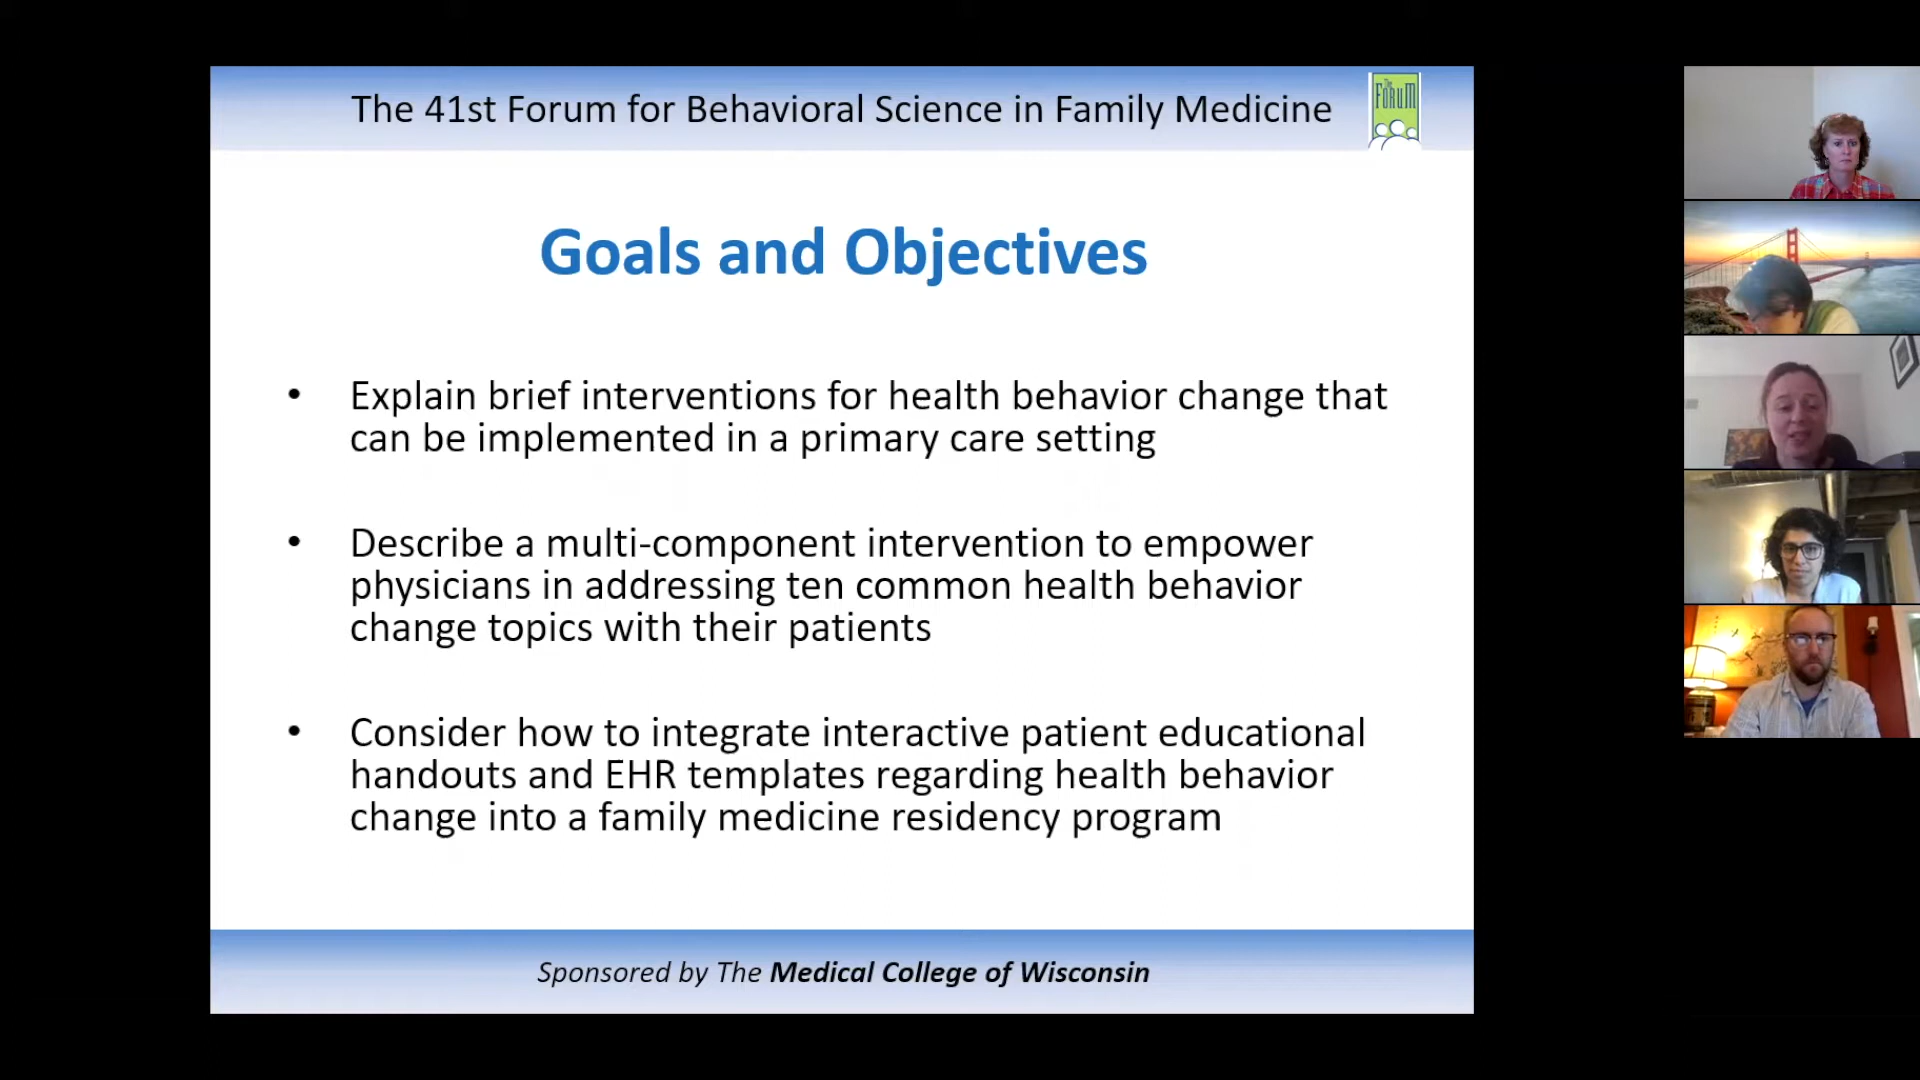 The 41st Forum for Behavioral Science in Family Medicine
The
FORUM
Goals and Objectives
• Explain brief interventions for health behavior change that
can be implemented in a primary care setting
• Describe a multi-component intervention to empower
physicians in addressing ten common health behavior
change topics with their patients
• Consider how to integrate interactive patient educational
handouts and EHR templates regarding health behavior
change into a family medicine residency program
Sponsored by The Medical College of Wisconsin